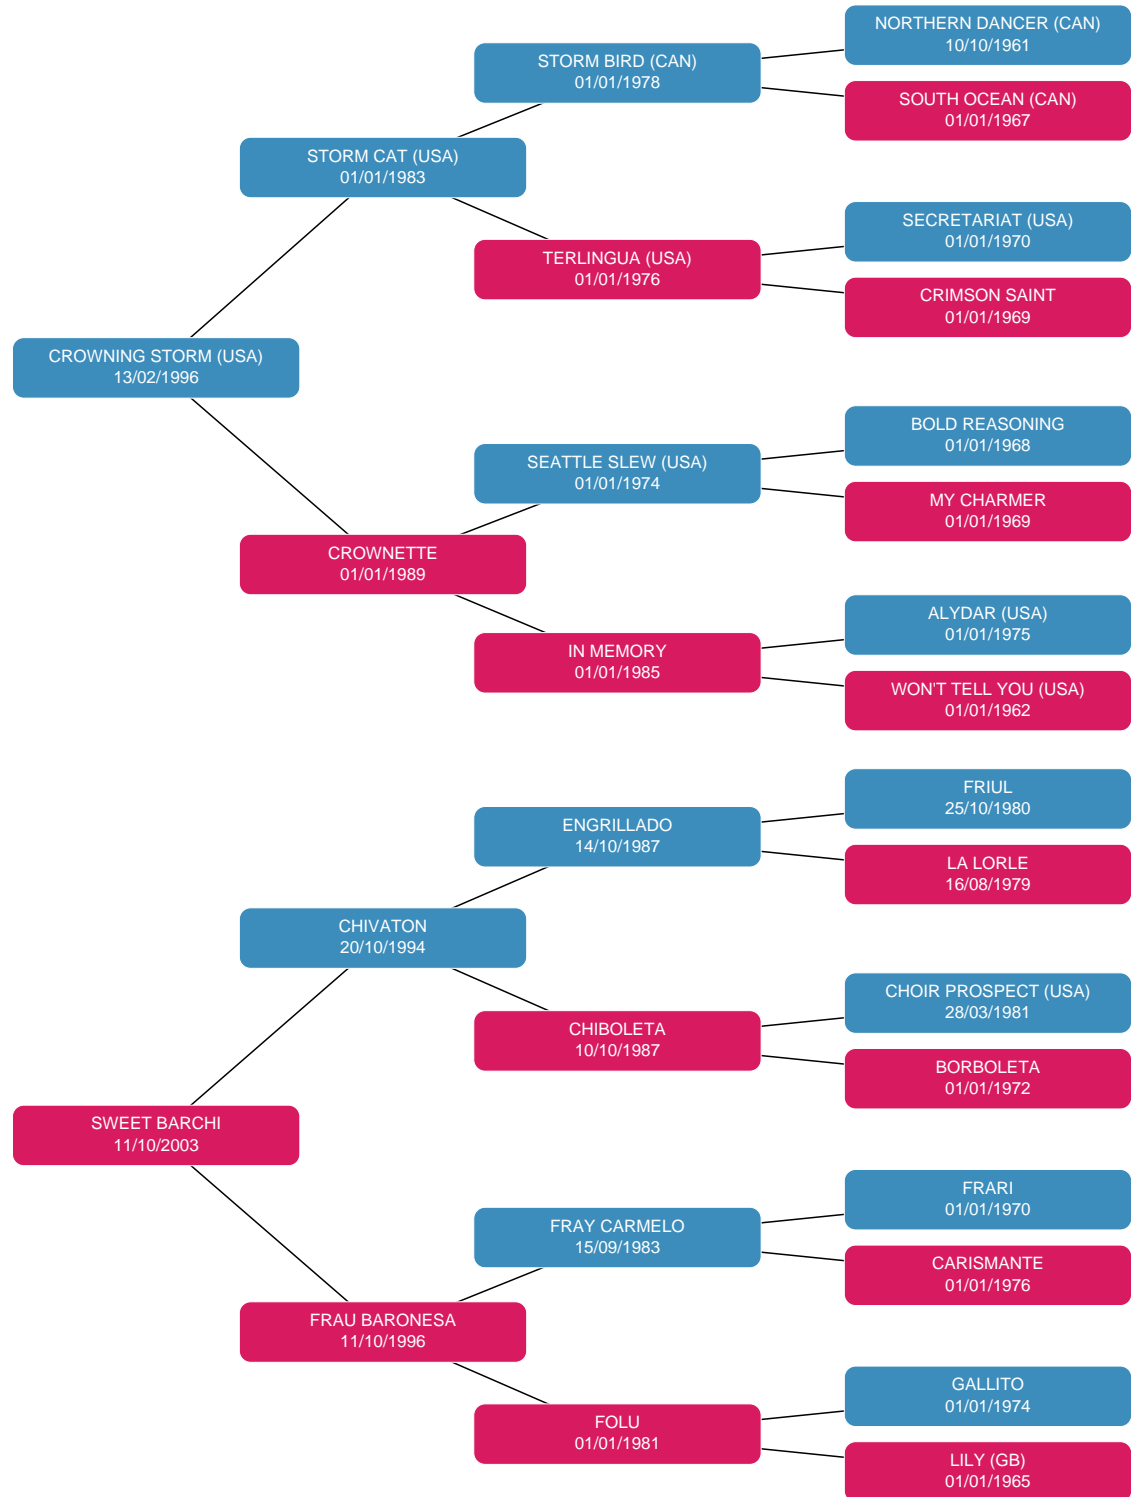 NORTHERN DANCER (CAN)
10/10/1961
STORM BIRD (CAN)
01/01/1978
SOUTH OCEAN (CAN)
01/01/1967
STORM CAT (USA)
01/01/1983
SECRETARIAT (USA)
01/01/1970
TERLINGUA (USA)
01/01/1976
CRIMSON SAINT
01/01/1969
CROWNING STORM (USA)
13/02/1996
BOLD REASONING
01/01/1968
SEATTLE SLEW (USA)
01/01/1974
MY CHARMER
01/01/1969
CROWNETTE
01/01/1989
ALYDAR (USA)
01/01/1975
IN MEMORY
01/01/1985
WON'T TELL YOU (USA)
01/01/1962
FRIUL
25/10/1980
ENGRILLADO
14/10/1987
LA LORLE
16/08/1979
CHIVATON
20/10/1994
CHOIR PROSPECT (USA)
28/03/1981
CHIBOLETA
10/10/1987
BORBOLETA
01/01/1972
SWEET BARCHI
11/10/2003
FRARI
01/01/1970
FRAY CARMELO
15/09/1983
CARISMANTE
01/01/1976
FRAU BARONESA
11/10/1996
GALLITO
01/01/1974
FOLU
01/01/1981
LILY (GB)
01/01/1965